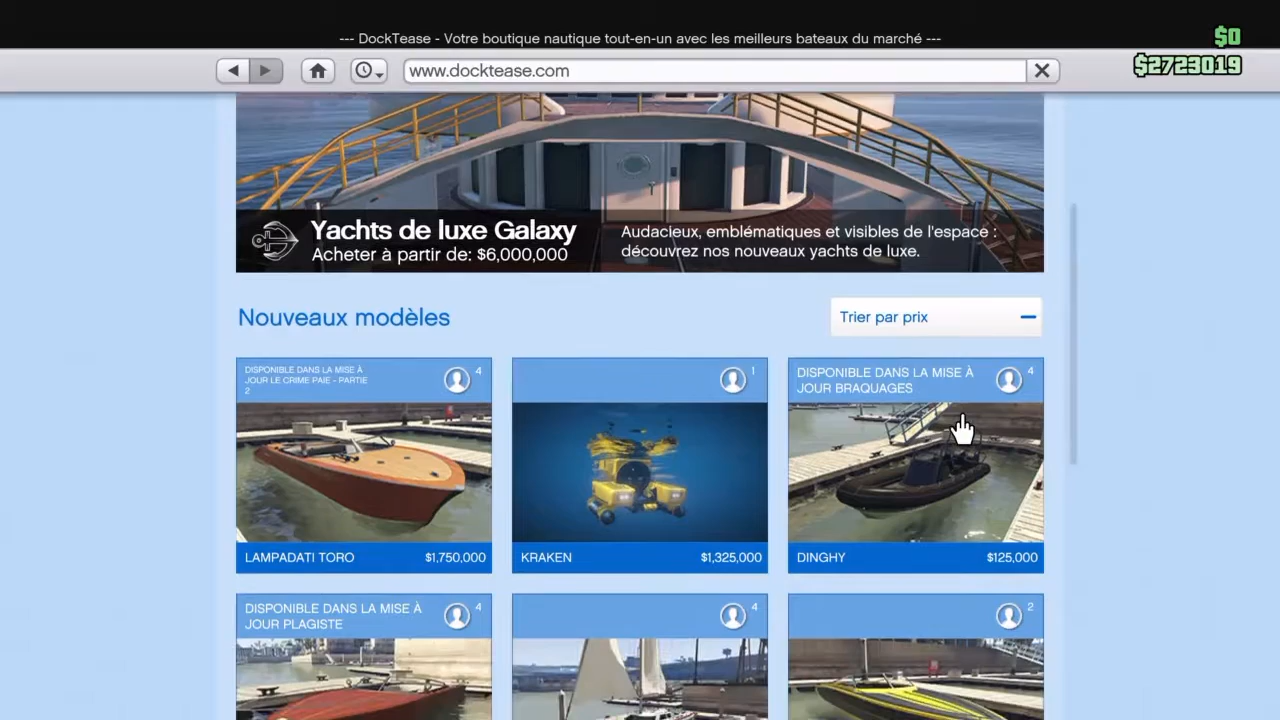 --- DockTease - Votre boutique nautique tout-en-un avec les meilleurs bateaux du marché ---
$0
$2723019
www.docktease.com
Yachts de luxe Galaxy
Acheter à partir de: $6,000,000
Audacieux, emblématiques et visibles de l'espace :
découvrez nos nouveaux yachts de luxe.
Nouveaux modèles
Trier par prix
DISPONIBLE DANS LA MISE À
JOUR LE CRIME PAIE - PARTIE
2
4
1
DISPONIBLE DANS LA MISE À
JOUR BRAQUAGES
4
LAMPADATI TORO
$1,750,000
KRAKEN
$1,325,000
DINGHY
$125,000
DISPONIBLE DANS LA MISE À
JOUR PLAGISTE
4
4
2